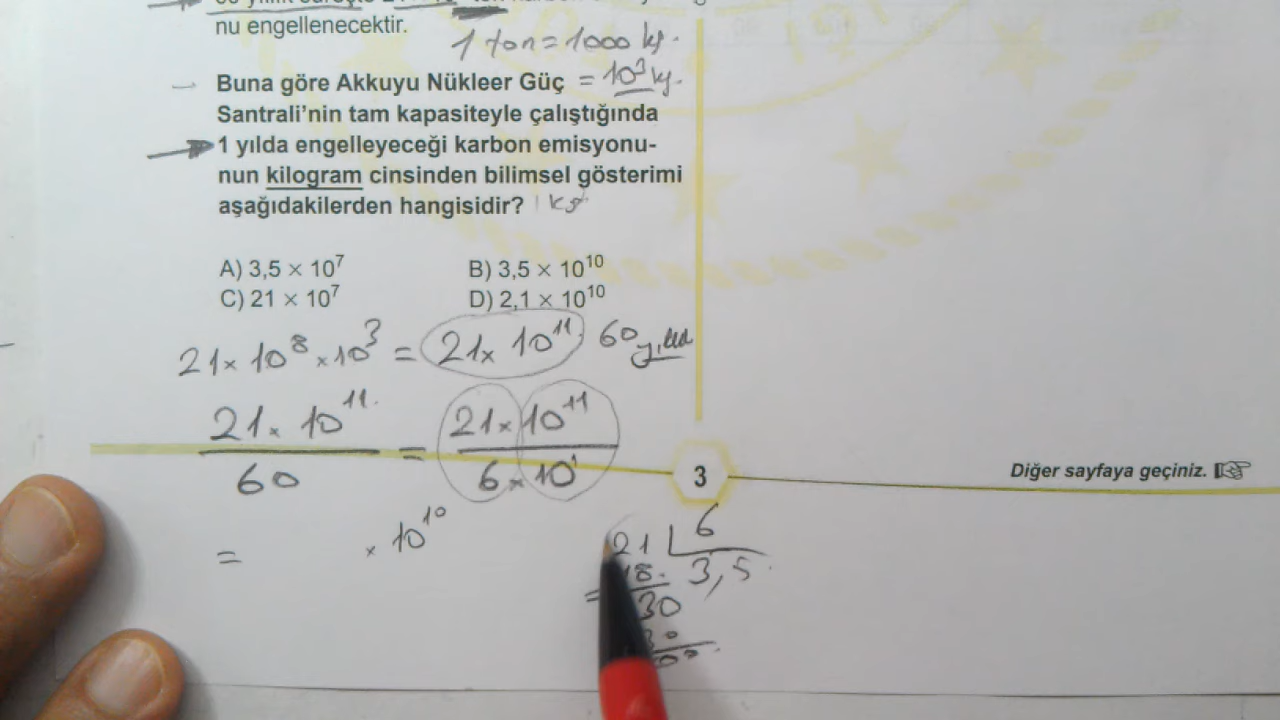 nu engellenecektir.
1 ton = 1000 kg.
Buna göre Akkuyu Nükleer Güç = 10³ kg.
Santrali’nin tam kapasiteyle çalıştığında
1 yılda engelleyeceği karbon emisyonu-
nun kilogram cinsinden bilimsel gösterimi
aşağıdakilerden hangisidir? 1 kg
A) 3,5 × 10⁷ B) 3,5 × 10¹⁰
C) 21 × 10⁷ D) 2,1 × 10¹⁰
21 × 10⁸ × 10³ = 21 × 10¹¹ 60 yılda
21 × 10¹¹ = 21 × 10¹¹
60 6 × 10¹
3
Diğer sayfaya geçiniz.
= × 10¹⁰
21 6
18 3,5
= 30